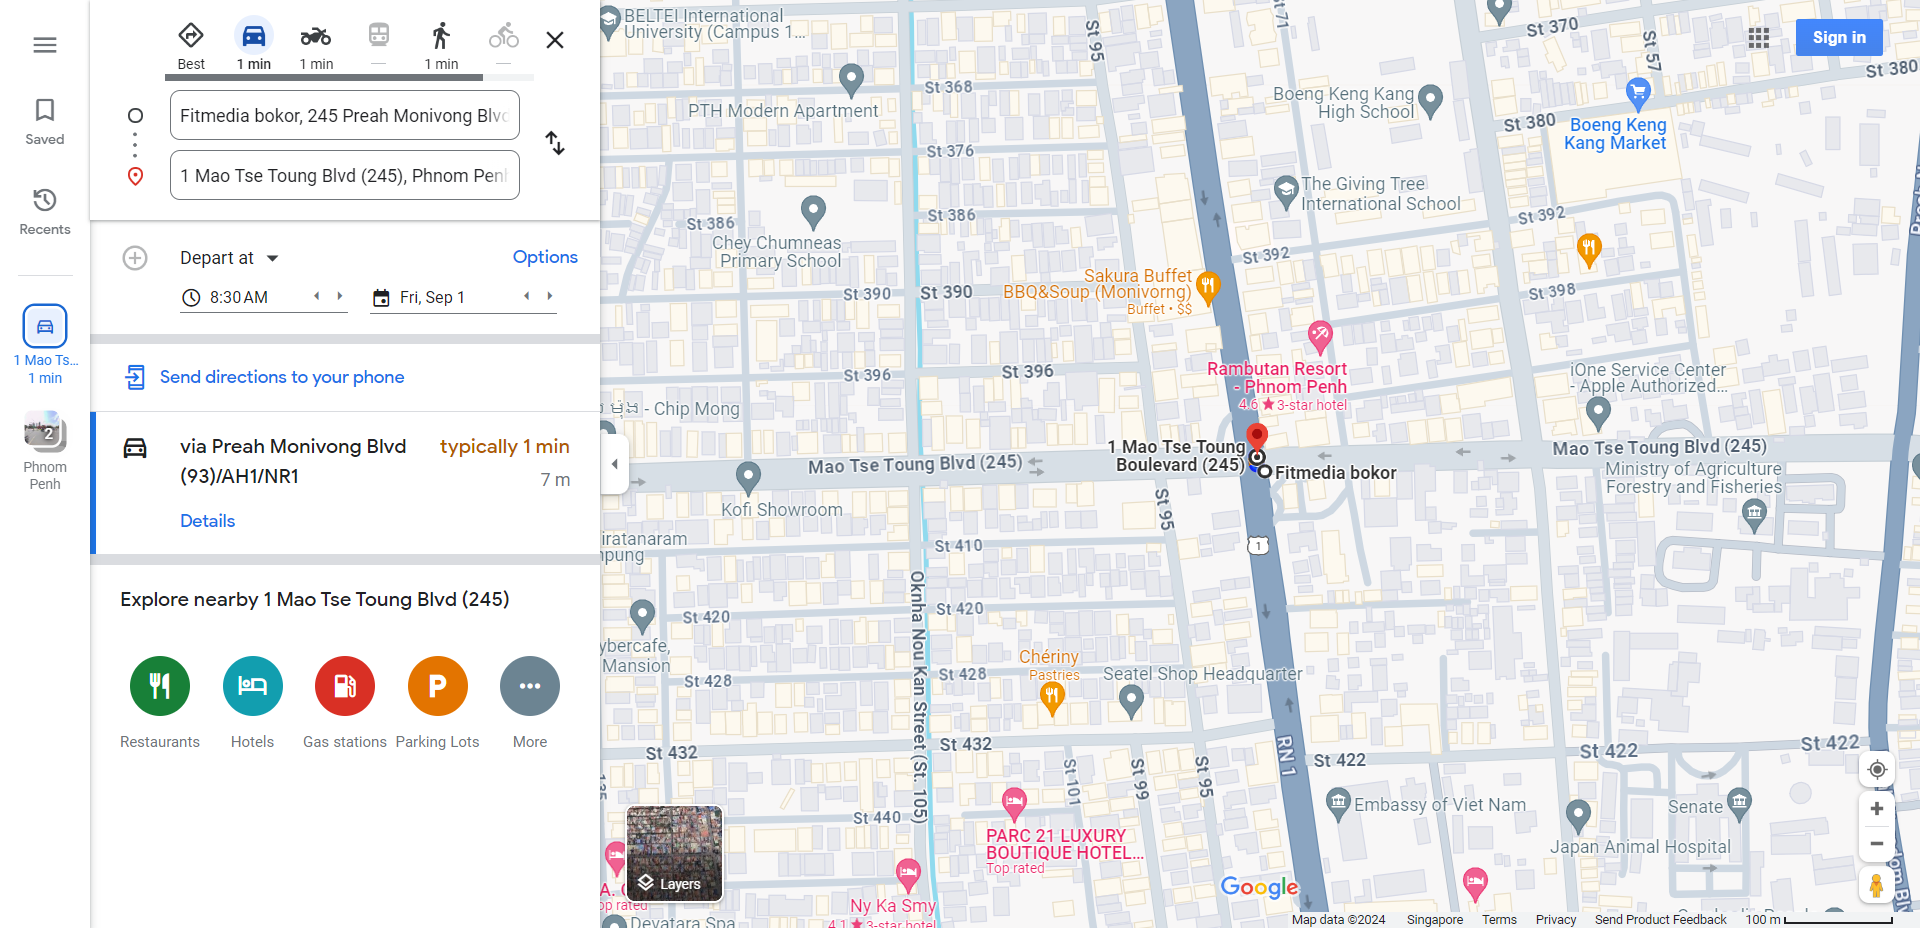 Best
1 min
1 min
—
1 min
—
Saved
Recents
1 Mao Ts...
1 min
2
Phnom
Penh
Fitmedia bokor, 245 Preah Monivong Blvd
1 Mao Tse Toung Blvd (245), Phnom Penh
Depart at
Options
8:30 AM
Fri, Sep 1
Send directions to your phone
via Preah Monivong Blvd
(93)/AH1/NR1
typically 1 min
7 m
Details
Explore nearby 1 Mao Tse Toung Blvd (245)
P
Restaurants
Hotels
Gas stations
Parking Lots
More
Layers
Sign in
BELTEI International
University (Campus 1...
St 95
St 71
St 370
St 57
St 380
PTH Modern Apartment
St 368
Boeng Keng Kang
High School
St 380
Boeng Keng
Kang Market
St 376
The Giving Tree
International School
St 386
St 386
St 392
Chey Chumneas
Primary School
St 392
Sakura Buffet
BBQ&Soup (Monivorng)
Buffet • $$
St 390
St 390
St 398
Rambutan Resort
- Phnom Penh
4.6 ★ 3-star hotel
St 396
St 396
iOne Service Center
- Apple Authorized...
- Chip Mong
1 Mao Tse Toung
Boulevard (245)
Mao Tse Toung Blvd (245)
Mao Tse Toung Blvd (245)
Fitmedia bokor
Ministry of Agriculture
Forestry and Fisheries
Kofi Showroom
St 95
iratanaram
npung
St 410
1
Oknha Nou Kan Street (St. 105)
St 420
St 420
ybercafe,
Mansion
Chériny
Pastries
St 428
St 428
Seatel Shop Headquarter
St 432
St 432
RN 1
St 422
St 422
St 422
St 101
St 99
St 95
Embassy of Viet Nam
Senate
St 440
PARC 21 LUXURY
BOUTIQUE HOTEL...
Top rated
Japan Animal Hospital
Ny Ka Smy
4.1 ★ 3-star hotel
op rated
Devatara Spa
Google
Map data ©2024
Singapore
Terms
Privacy
Send Product Feedback
100 m